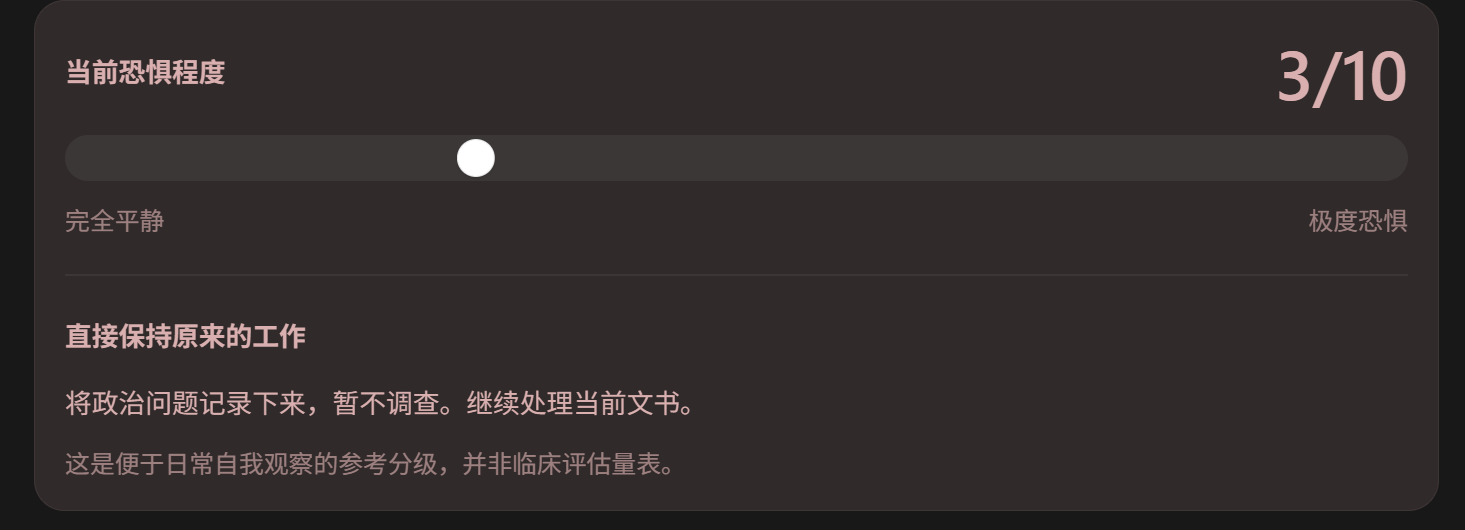 当前恐惧程度
3/10
完全平静
极度恐惧
直接保持原来的工作
将政治问题记录下来，暂不调查。继续处理当前文书。
这是便于日常自我观察的参考分级，并非临床评估量表。